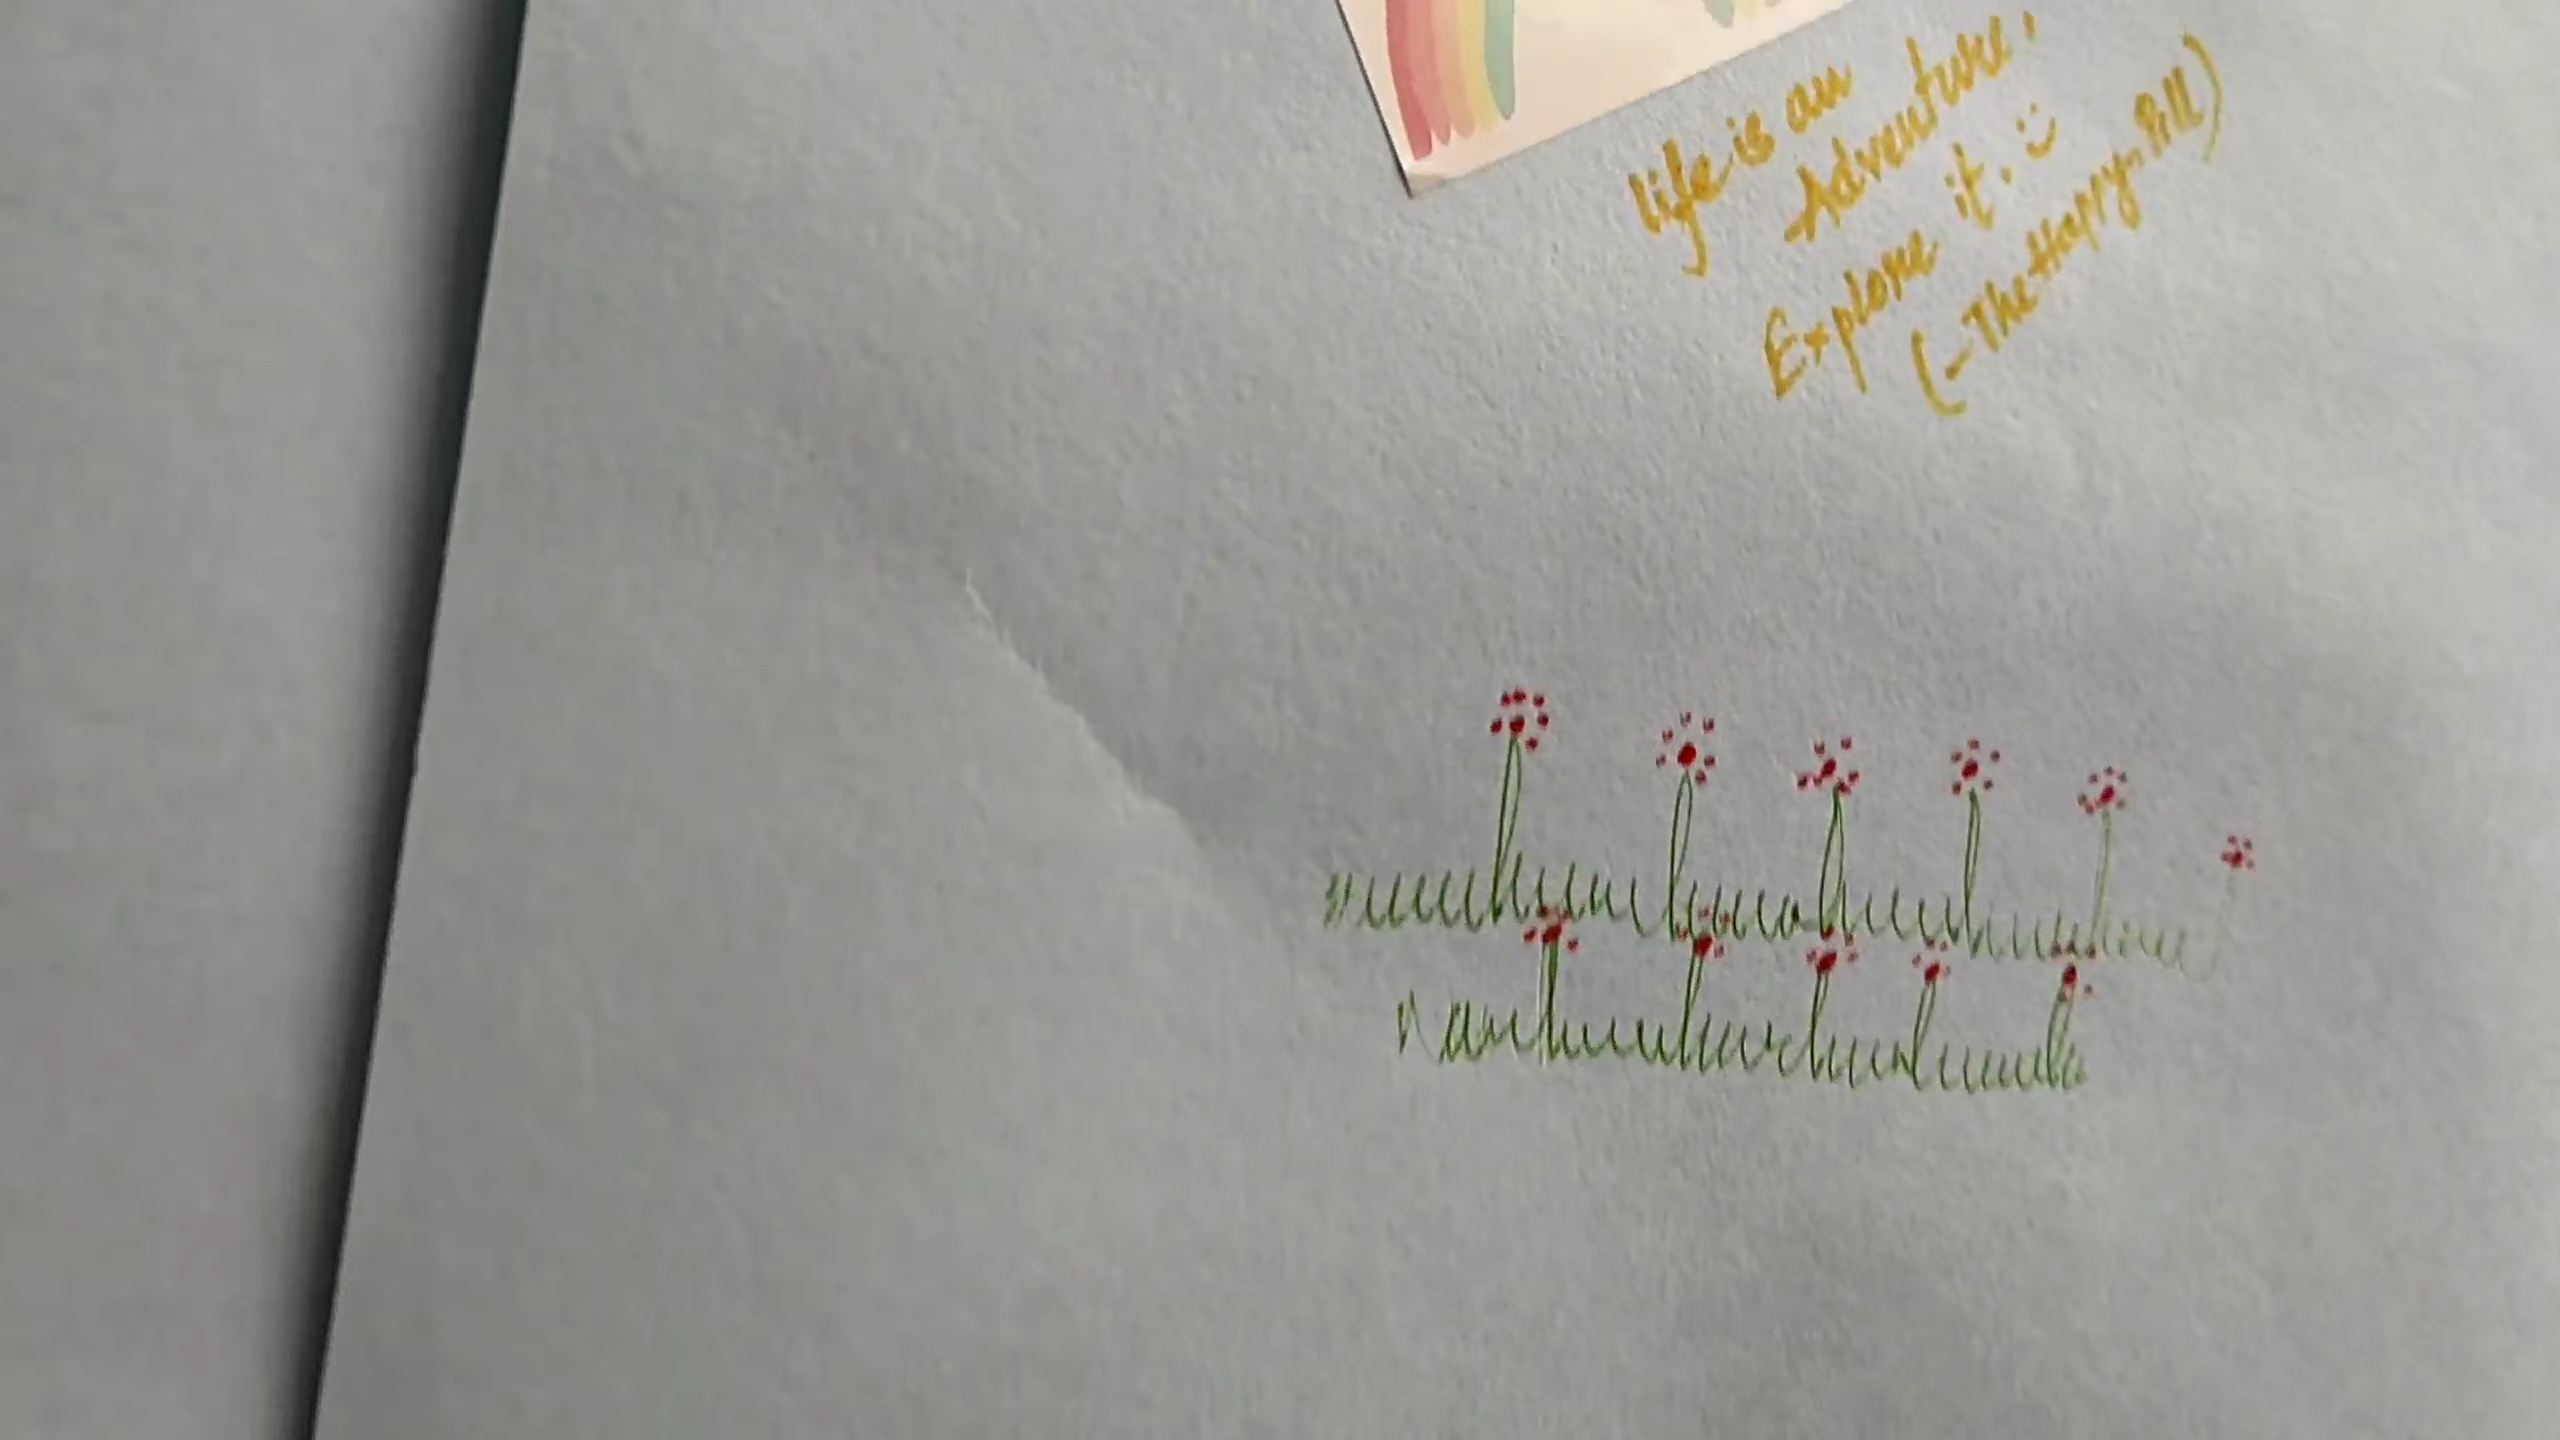 life is an
Adventure!
Explore it. :)
(- The Happy Pill)